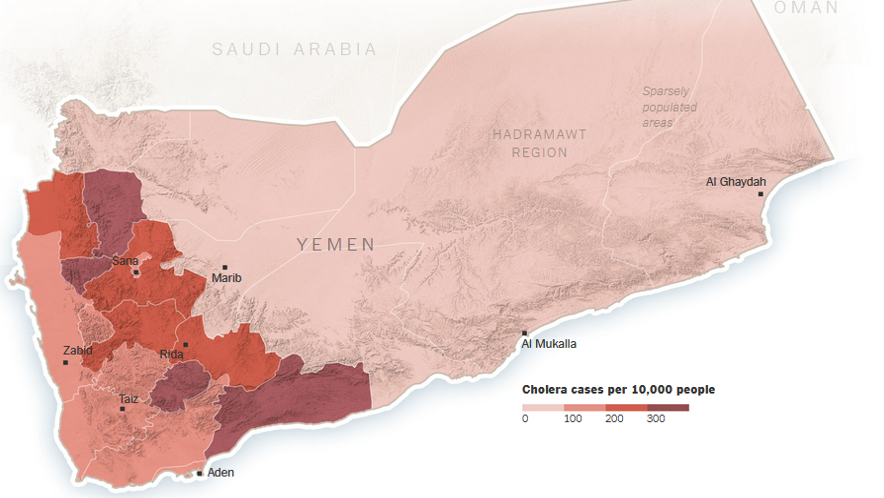 OMAN
SAUDI ARABIA
Sparsely
populated
areas
HADRAMAWT
REGION
Al Ghaydah
YEMEN
Sana
Marib
Al Mukalla
Zabid
Rida
Cholera cases per 10,000 people
0 100 200 300
Taiz
Aden